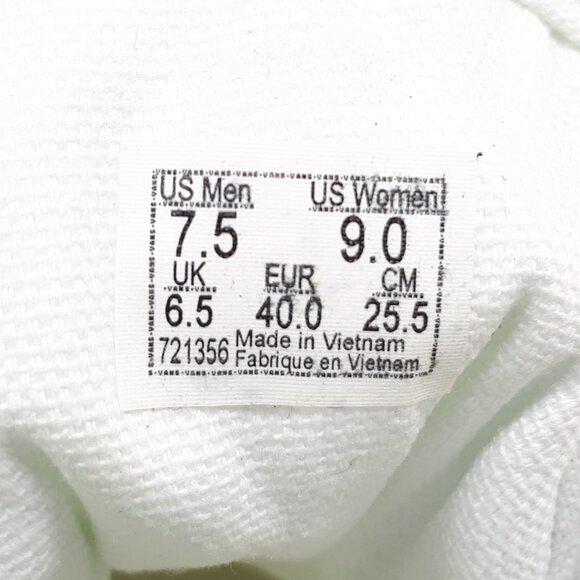 US Men US Women
7.5 9.0
UK EUR CM
6.5 40.0 25.5
721356 Made in Vietnam
Fabrique en Vietnam